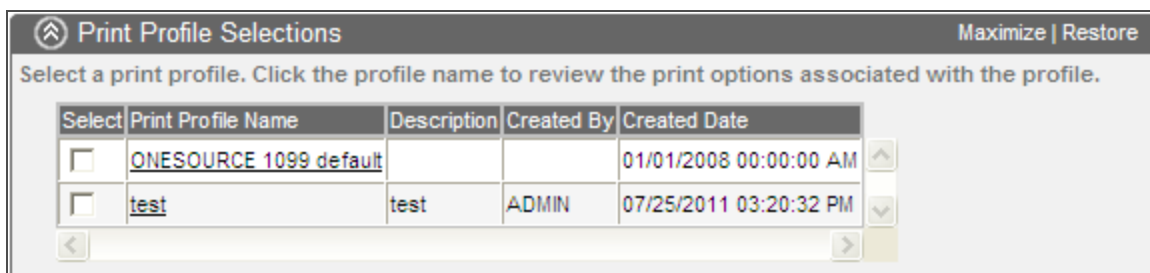 Print Profile Selections Maximize | Restore
Select a print profile. Click the profile name to review the print options associated with the profile.
Select Print Profile Name Description Created By Created Date
ONESOURCE 1099 default 01/01/2008 00:00:00 AM
test test ADMIN 07/25/2011 03:20:32 PM